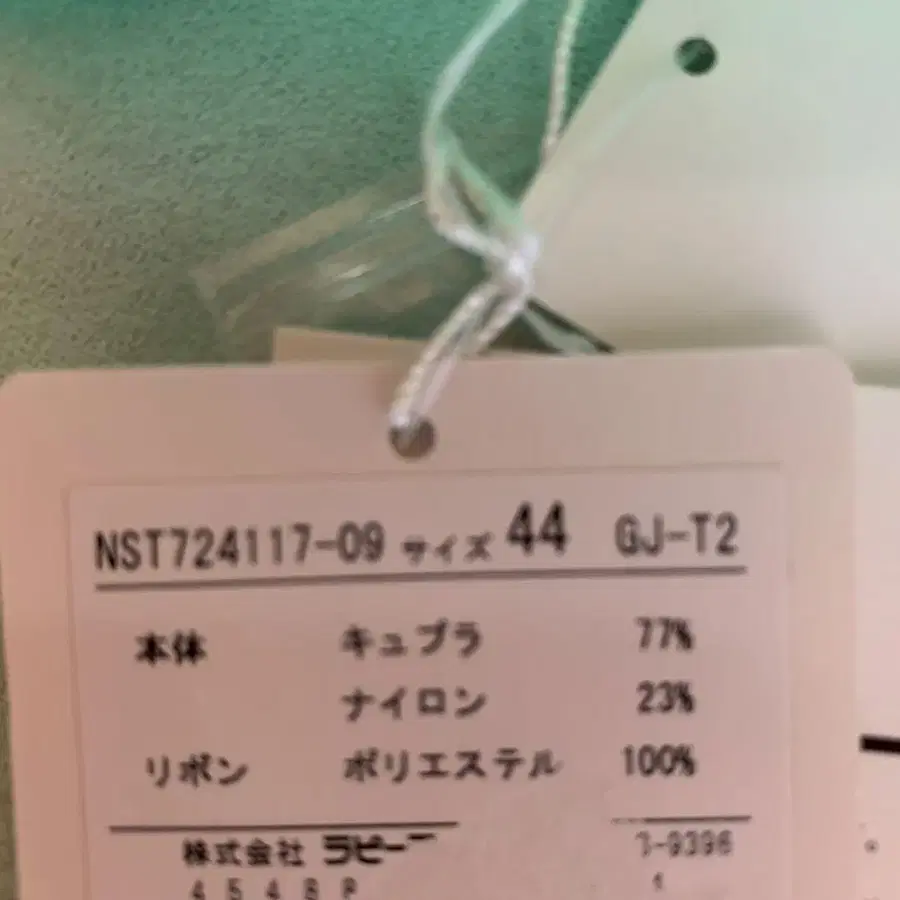 NST724117-09 サイズ 44 GJ-T2
本体 キュプラ 77%
ナイロン 23%
リボン ポリエステル 100%
株式会社 ラピーヌ -9396
4548P